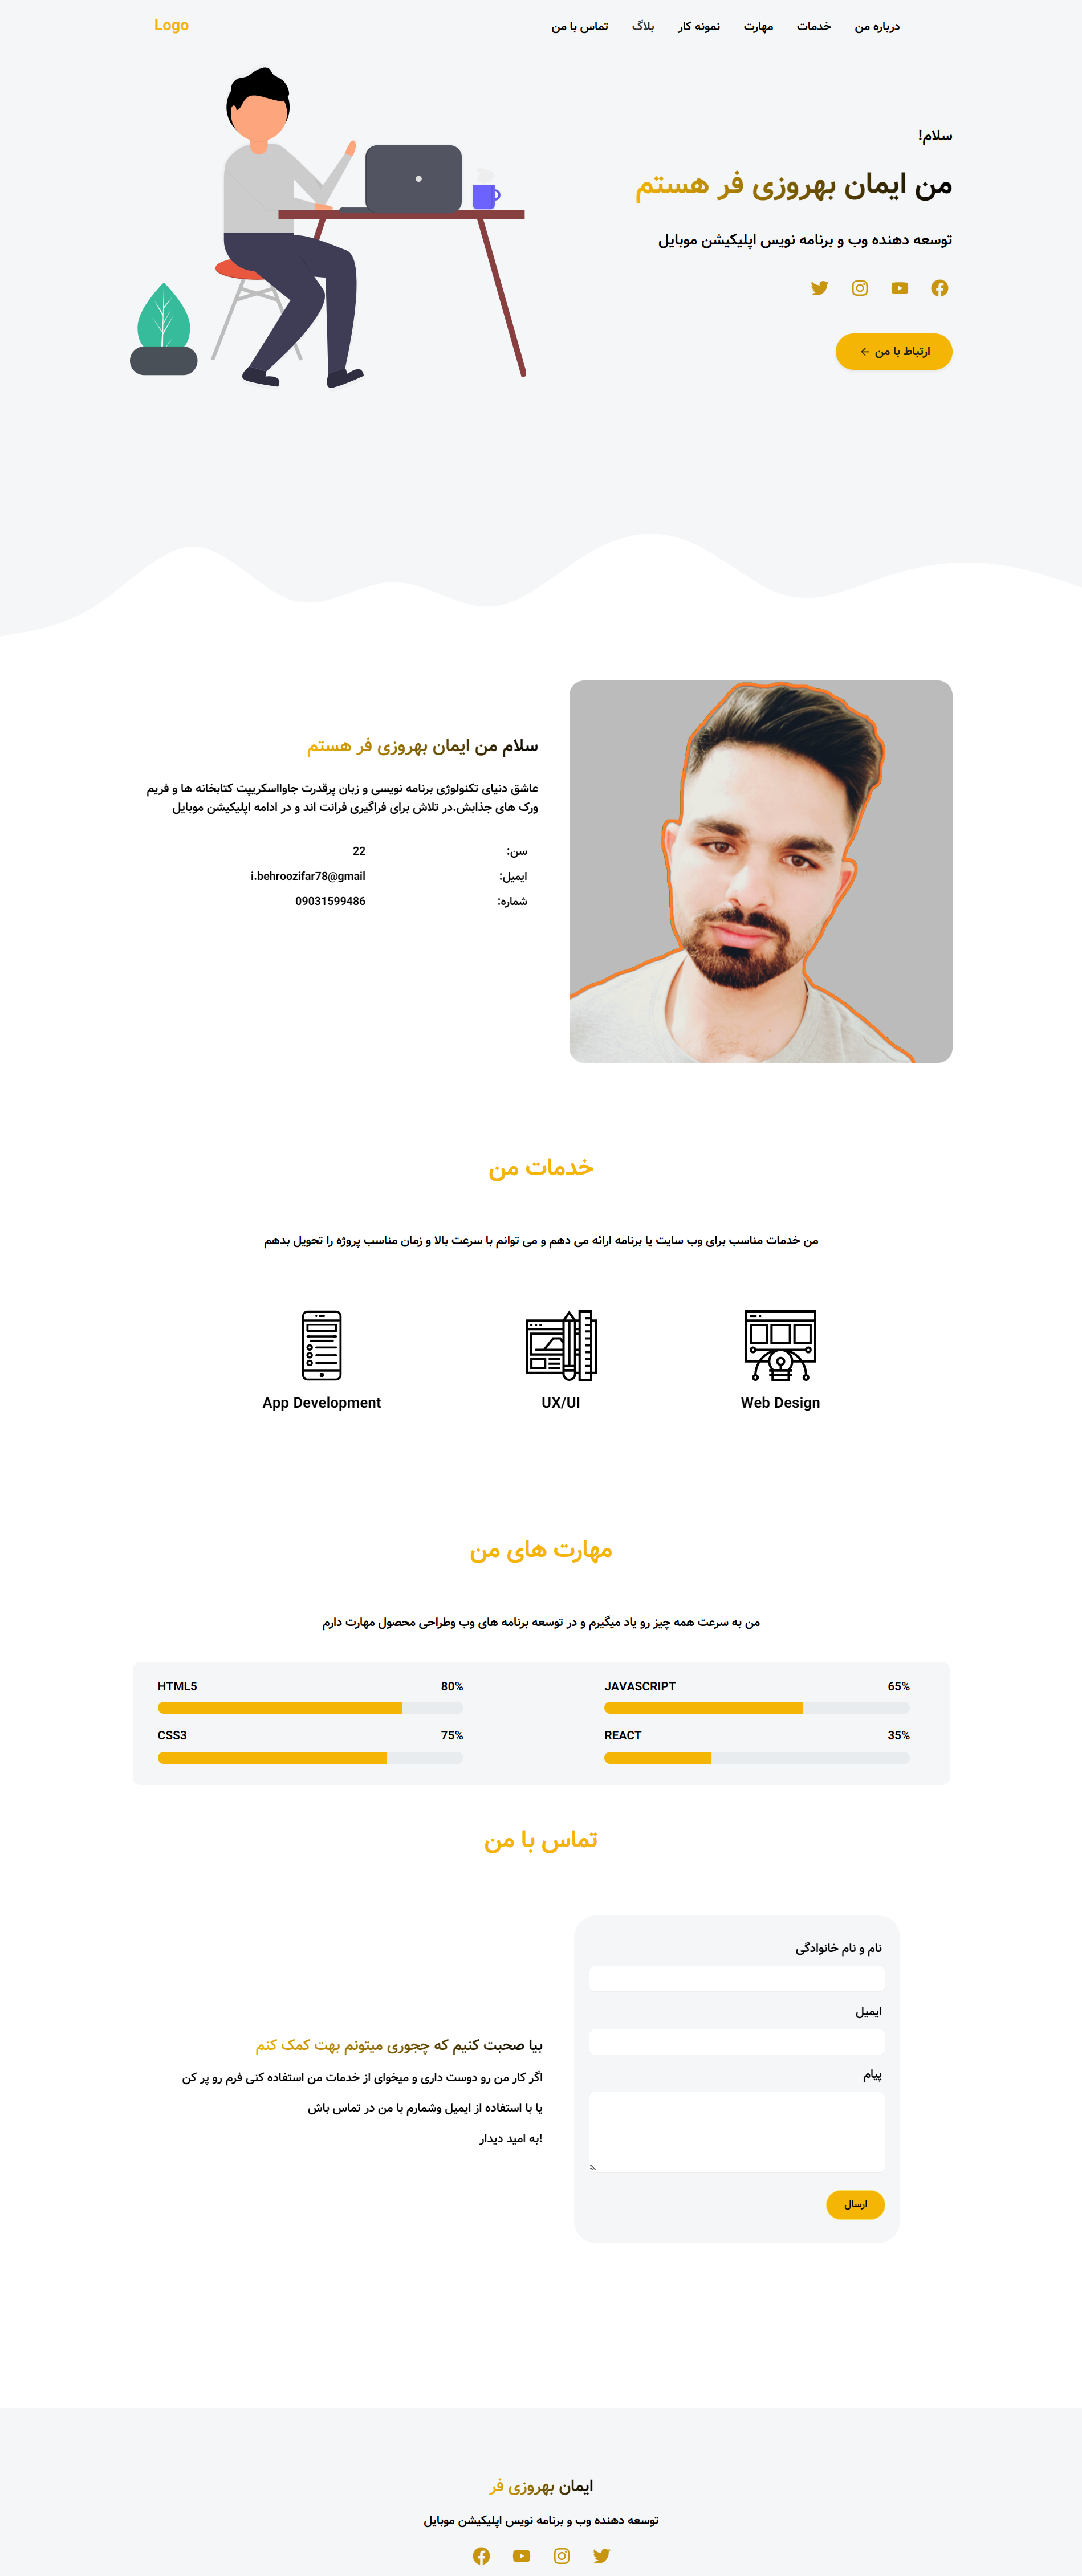 Logo
درباره من
خدمات
مهارت
نمونه کار
بلاگ
تماس با من
سلام!
من ایمان بهروزی فر هستم
توسعه دهنده وب و برنامه نویس اپلیکیشن موبایل
ارتباط با من
سلام من ایمان بهروزی فر هستم
عاشق دنیای تکنولوژی برنامه نویسی و زبان پرقدرت جاوااسکریپت کتابخانه ها و فریم
ورک های جذابش.در تلاش برای فراگیری فرانت اند و در ادامه اپلیکیشن موبایل
سن: 22
ایمیل: i.behroozifar78@gmail
شماره: 09031599486
خدمات من
من خدمات مناسب برای وب سایت یا برنامه ارائه می دهم و می توانم با سرعت بالا و زمان مناسب پروژه را تحویل بدهم
Web Design
UX/UI
App Development
مهارت های من
من به سرعت همه چیز رو یاد میگیرم و در توسعه برنامه های وب وطراحی محصول مهارت دارم
HTML5 80%
JAVASCRIPT 65%
CSS3 75%
REACT 35%
تماس با من
نام و نام خانوادگی
ایمیل
پیام
ارسال
بیا صحبت کنیم که چجوری میتونم بهت کمک کنم
اگر کار من رو دوست داری و میخوای از خدمات من استفاده کنی فرم رو پر کن
یا با استفاده از ایمیل وشمارم با من در تماس باش
!به امید دیدار
ایمان بهروزی فر
توسعه دهنده وب و برنامه نویس اپلیکیشن موبایل